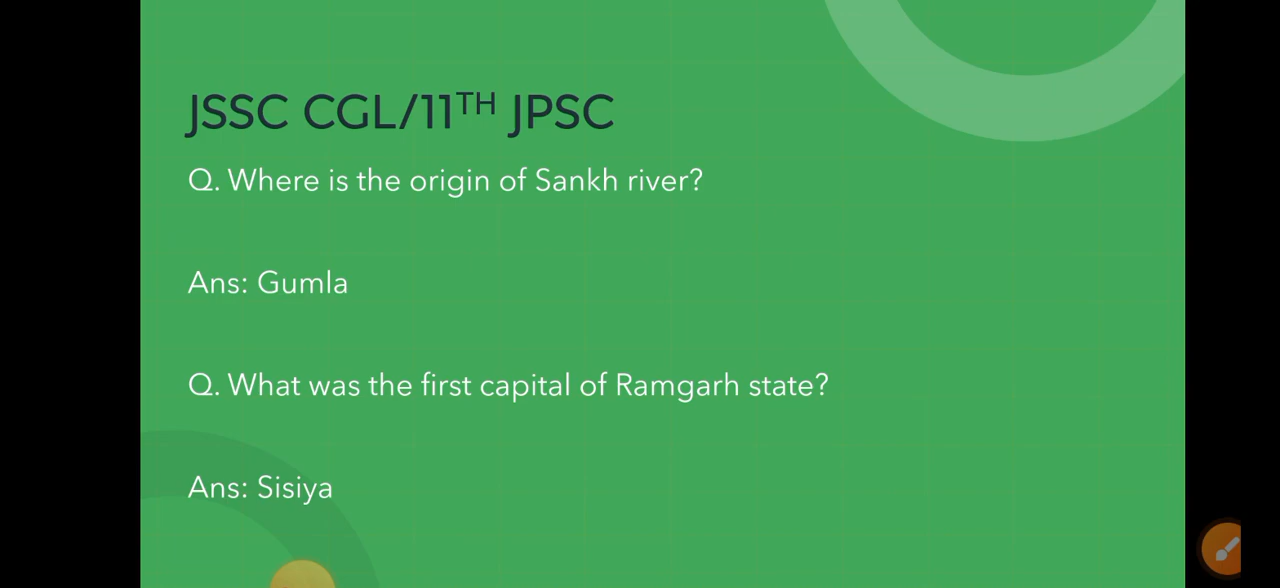 JSSC CGL/11TH JPSC
Q. Where is the origin of Sankh river?
Ans: Gumla
Q. What was the first capital of Ramgarh state?
Ans: Sisiya